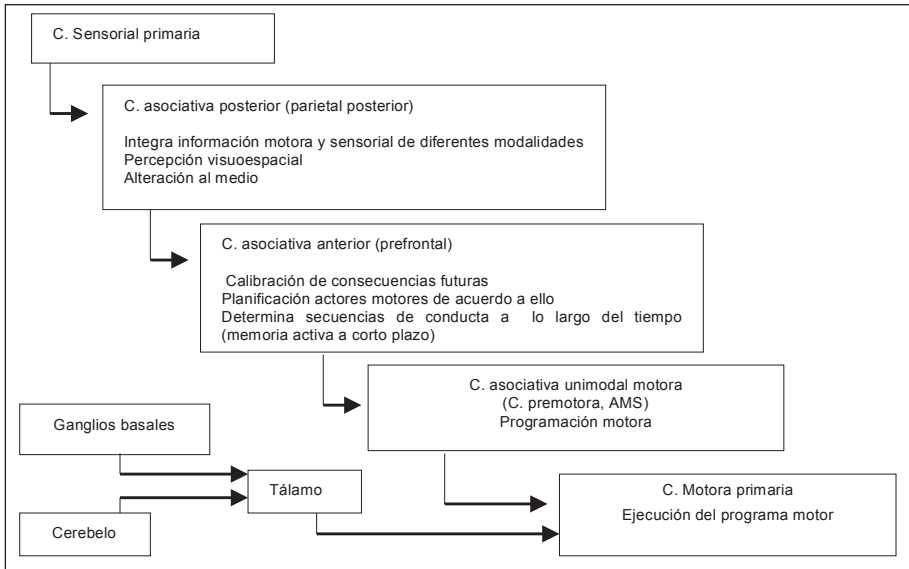 C. Sensorial primaria
C. asociativa posterior (parietal posterior)
Integra información motora y sensorial de diferentes modalidades
Percepción visuoespacial
Alteración al medio
C. asociativa anterior (prefrontal)
Calibración de consecuencias futuras
Planificación actores motores de acuerdo a ello
Determina secuencias de conducta a lo largo del tiempo
(memoria activa a corto plazo)
C. asociativa unimodal motora
(C. premotora, AMS)
Programación motora
Ganglios basales
Tálamo
Cerebelo
C. Motora primaria
Ejecución del programa motor